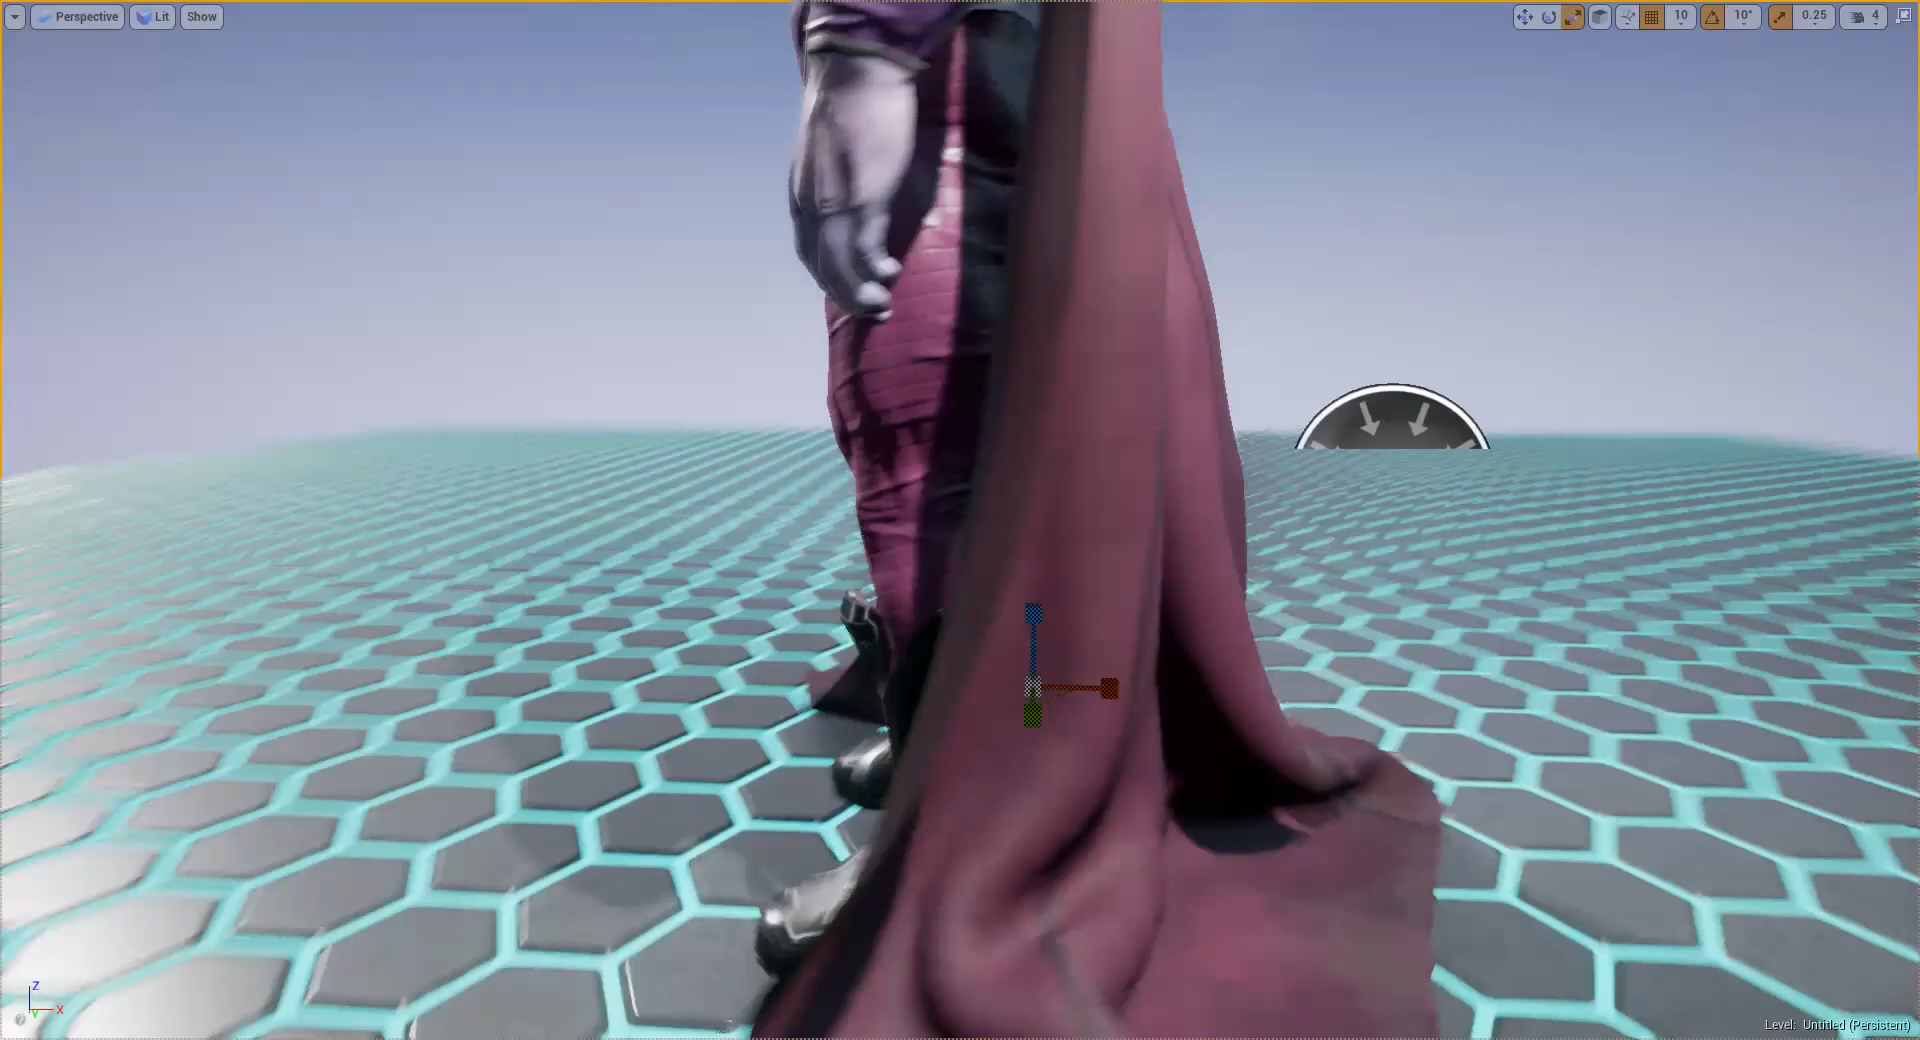 Perspective Lit Show 10 10° 0.25 4
Z
X
Y
?
Level: Untitled (Persistent)